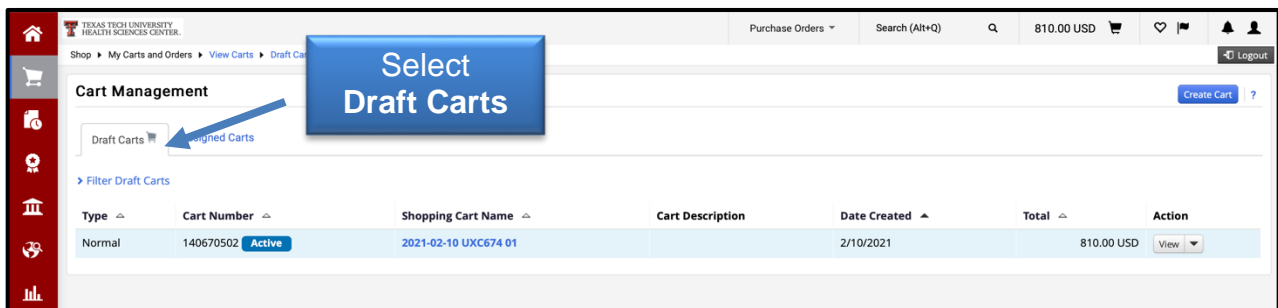 TEXAS TECH UNIVERSITY
HEALTH SCIENCES CENTER.
Purchase Orders
Search (Alt+Q)
810.00 USD
Shop My Carts and Orders View Carts Draft
Logout
Select
Draft Carts
Cart Management
Create Cart ?
Draft Carts
Carts
Filter Draft Carts
Type Cart Number Shopping Cart Name Cart Description Date Created Total Action
Normal 140670502 Active 2021-02-10 UXC674 01 2/10/2021 810.00 USD View